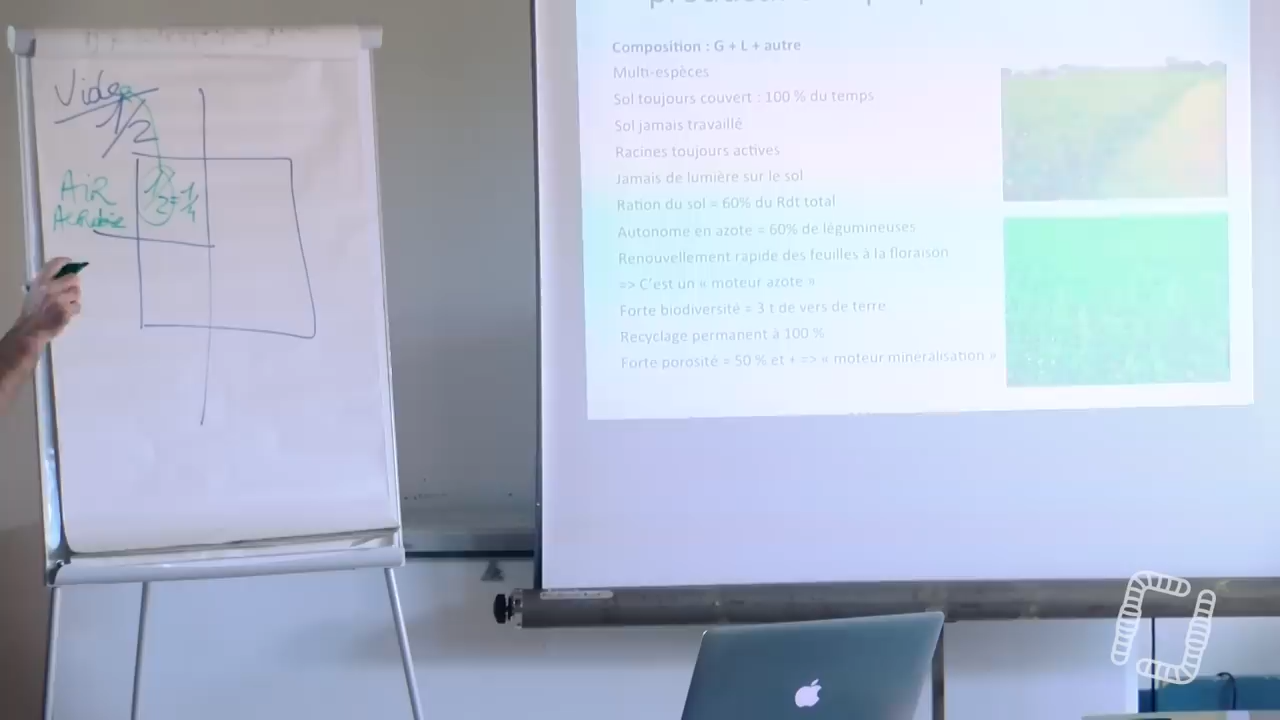 Vide
1/2
AiR
1/2 = 1/4
Composition : G + L + autre
Multi-espèces
Sol toujours couvert : 100 % du temps
Sol jamais travaillé
Racines toujours actives
Jamais de lumière sur le sol
Ration du sol = 60% du Rdt total
Autonome en azote = 60% de légumineuses
Renouvellement rapide des feuilles à la floraison
=> C'est un « moteur azote »
Forte biodiversité = 3 t de vers de terre
Recyclage permanent à 100 %
Forte porosité = 50 % et + => « moteur minéralisation »